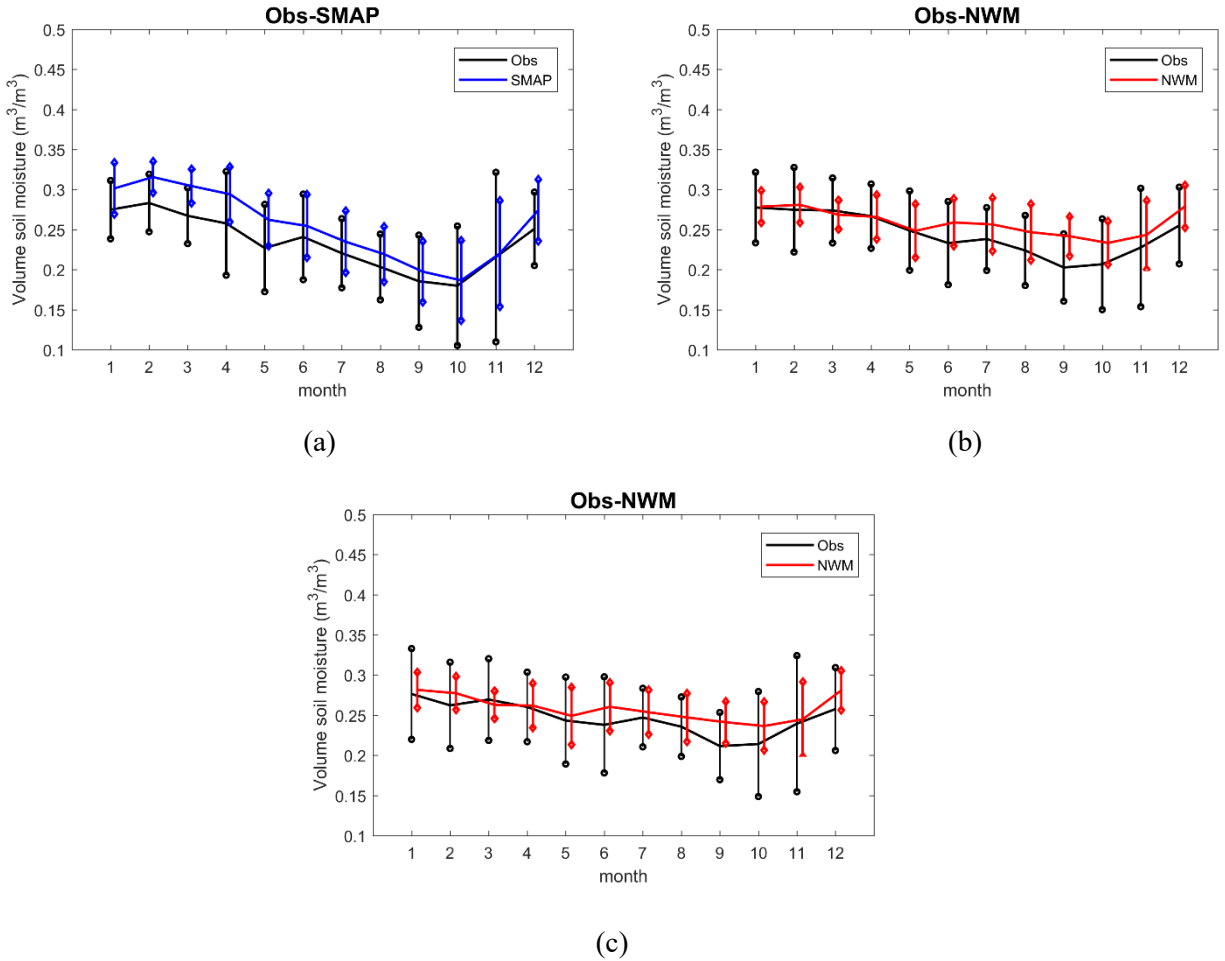 Obs-SMAP
0.5
0.45
0.4
0.35
0.3
0.25
0.2
0.15
0.1
Volume soil moisture (m³/m³)
Obs
SMAP
1 2 3 4 5 6 7 8 9 10 11 12
month
(a)
Obs-NWM
0.5
0.45
0.4
0.35
0.3
0.25
0.2
0.15
0.1
Volume soil moisture (m³/m³)
Obs
NWM
1 2 3 4 5 6 7 8 9 10 11 12
month
(b)
Obs-NWM
0.5
0.45
0.4
0.35
0.3
0.25
0.2
0.15
0.1
Volume soil moisture (m³/m³)
Obs
NWM
1 2 3 4 5 6 7 8 9 10 11 12
month
(c)